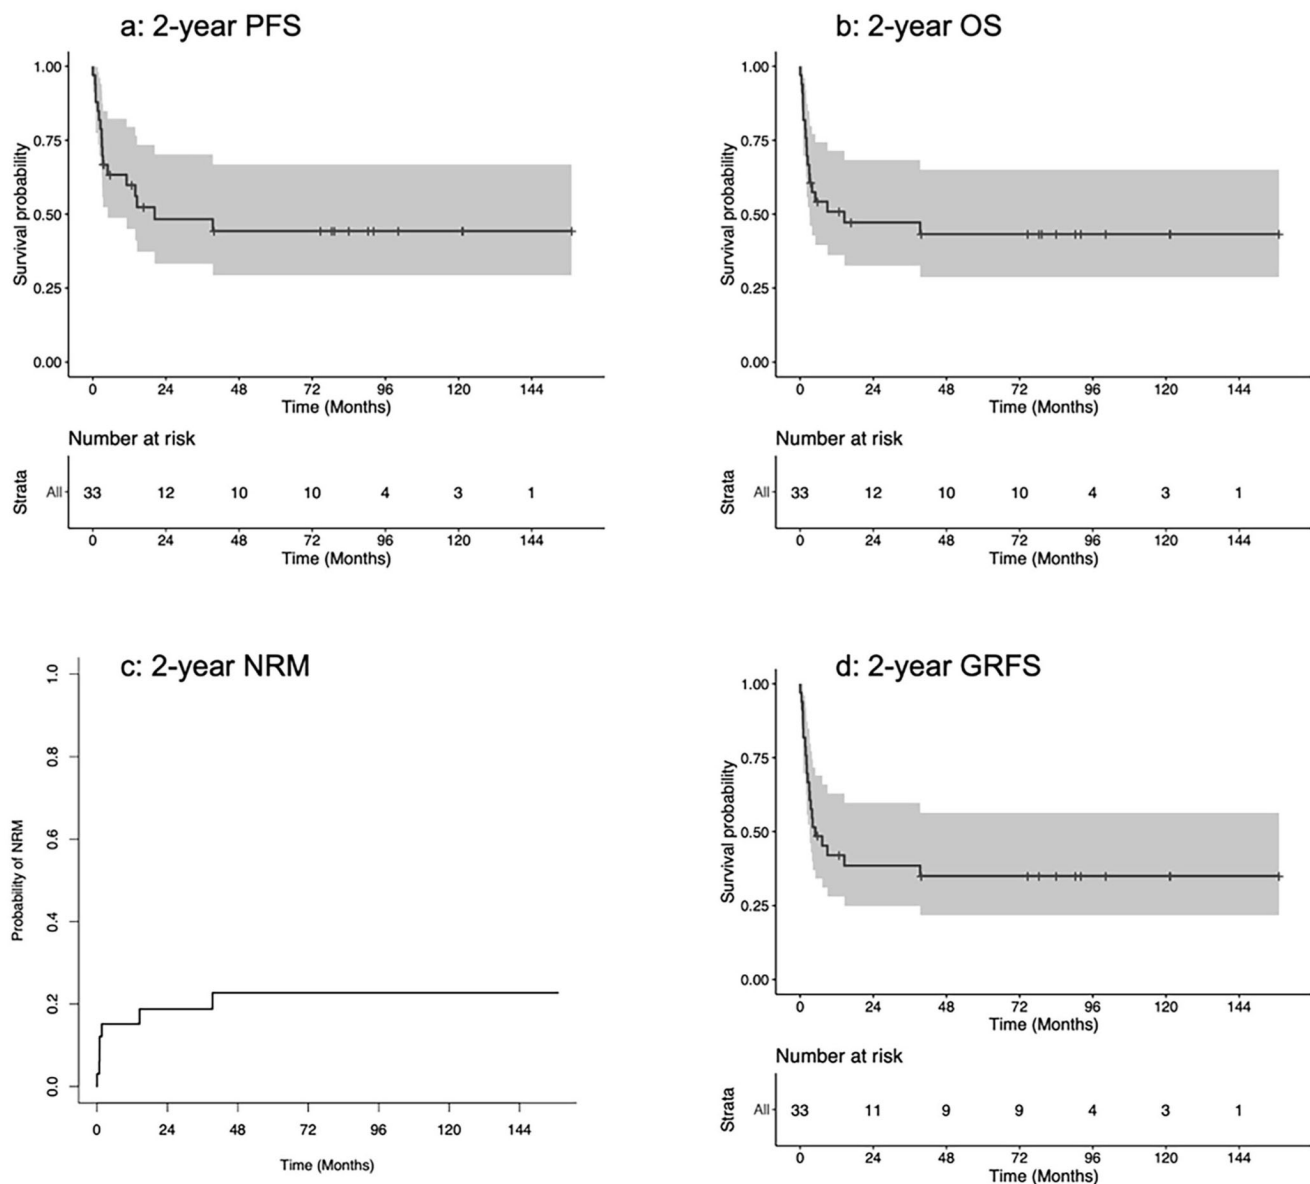 a: 2-year PFS
Survival probability
1.00
0.75
0.50
0.25
0.00
0 24 48 72 96 120 144
Time (Months)
Number at risk
Strata
All 33 12 10 10 4 3 1
0 24 48 72 96 120 144
Time (Months)
b: 2-year OS
Survival probability
1.00
0.75
0.50
0.25
0.00
0 24 48 72 96 120 144
Time (Months)
Number at risk
Strata
All 33 12 10 10 4 3 1
0 24 48 72 96 120 144
Time (Months)
c: 2-year NRM
Probability of NRM
1.0
0.8
0.6
0.4
0.2
0.0
0 24 48 72 96 120 144
Time (Months)
d: 2-year GRFS
Survival probability
1.00
0.75
0.50
0.25
0.00
0 24 48 72 96 120 144
Time (Months)
Number at risk
Strata
All 33 11 9 9 4 3 1
0 24 48 72 96 120 144
Time (Months)